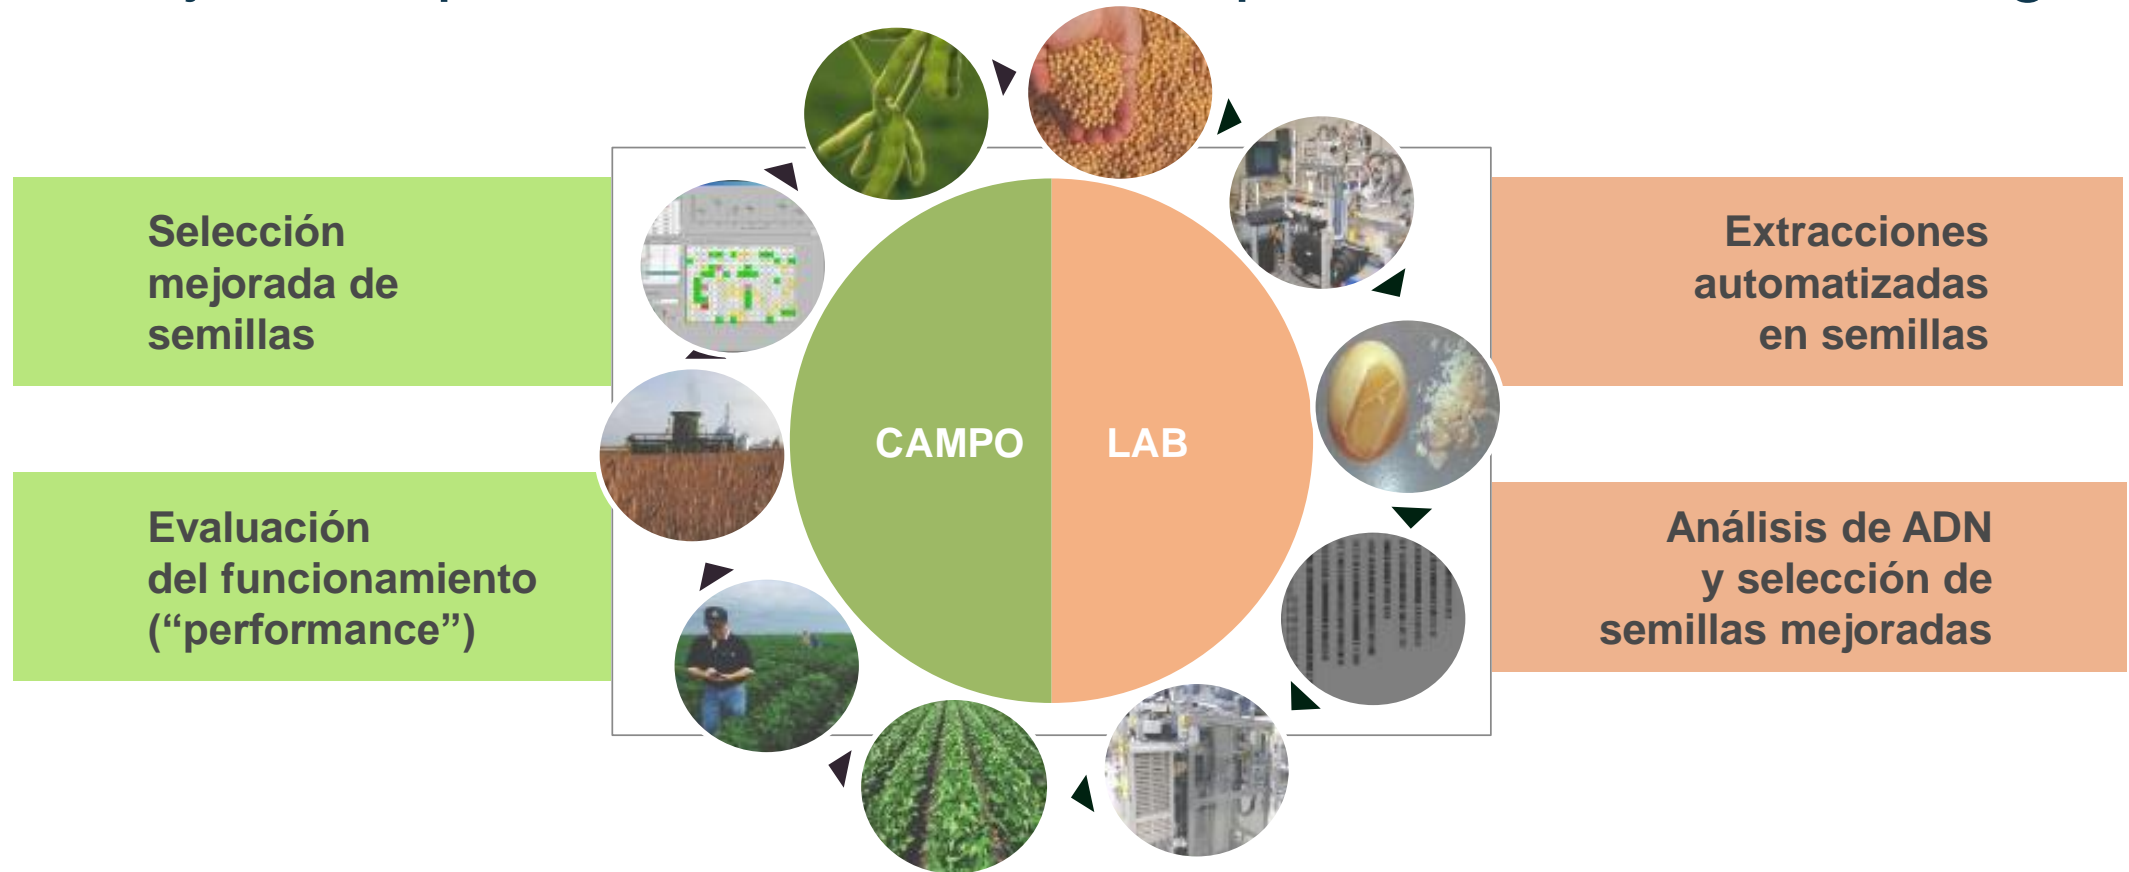 Selección
mejorada de
semillas
Evaluación
del funcionamiento
(“performance”)
CAMPO
LAB
Extracciones
automatizadas
en semillas
Análisis de ADN
y selección de
semillas mejoradas